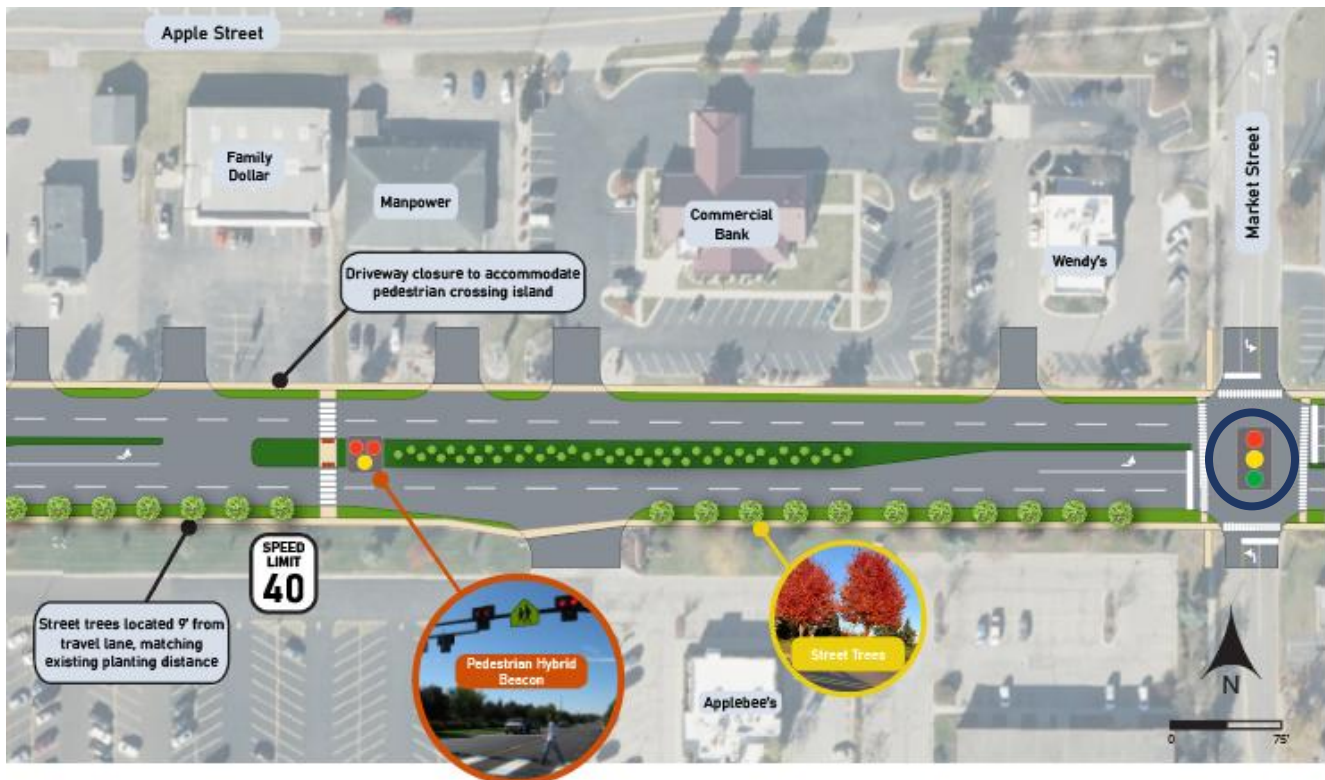 Apple Street
Family
Dollar
Manpower
Commercial
Bank
Wendy's
Market Street
Driveway closure to accommodate
pedestrian crossing island
SPEED
LIMIT
40
Street trees located 9' from
travel lane, matching
existing planting distance
Pedestrian Hybrid
Beacon
Street Trees
Applebee's
N
0
75'